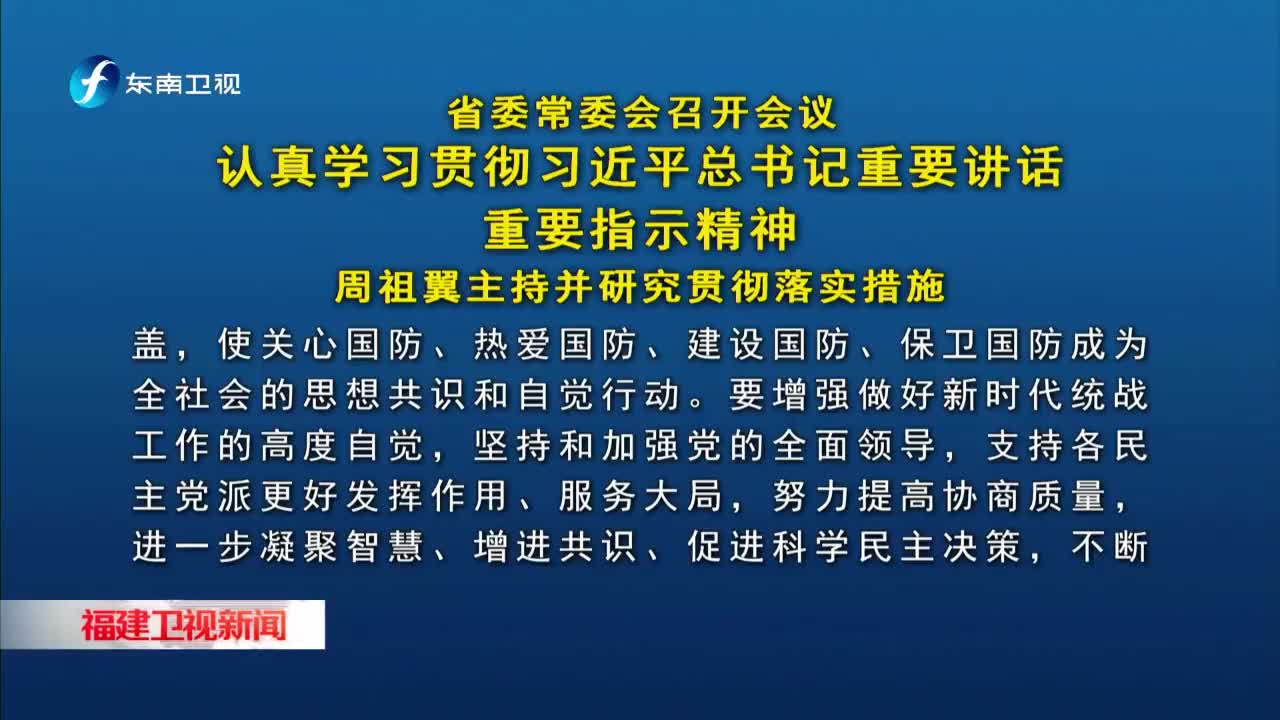 东南卫视
省委常委会召开会议
认真学习贯彻习近平总书记重要讲话
重要指示精神
周祖翼主持并研究贯彻落实措施
盖，使关心国防、热爱国防、建设国防、保卫国防成为
全社会的思想共识和自觉行动。要增强做好新时代统战
工作的高度自觉，坚持和加强党的全面领导，支持各民
主党派更好发挥作用、服务大局，努力提高协商质量，
进一步凝聚智慧、增进共识、促进科学民主决策，不断
福建卫视新闻